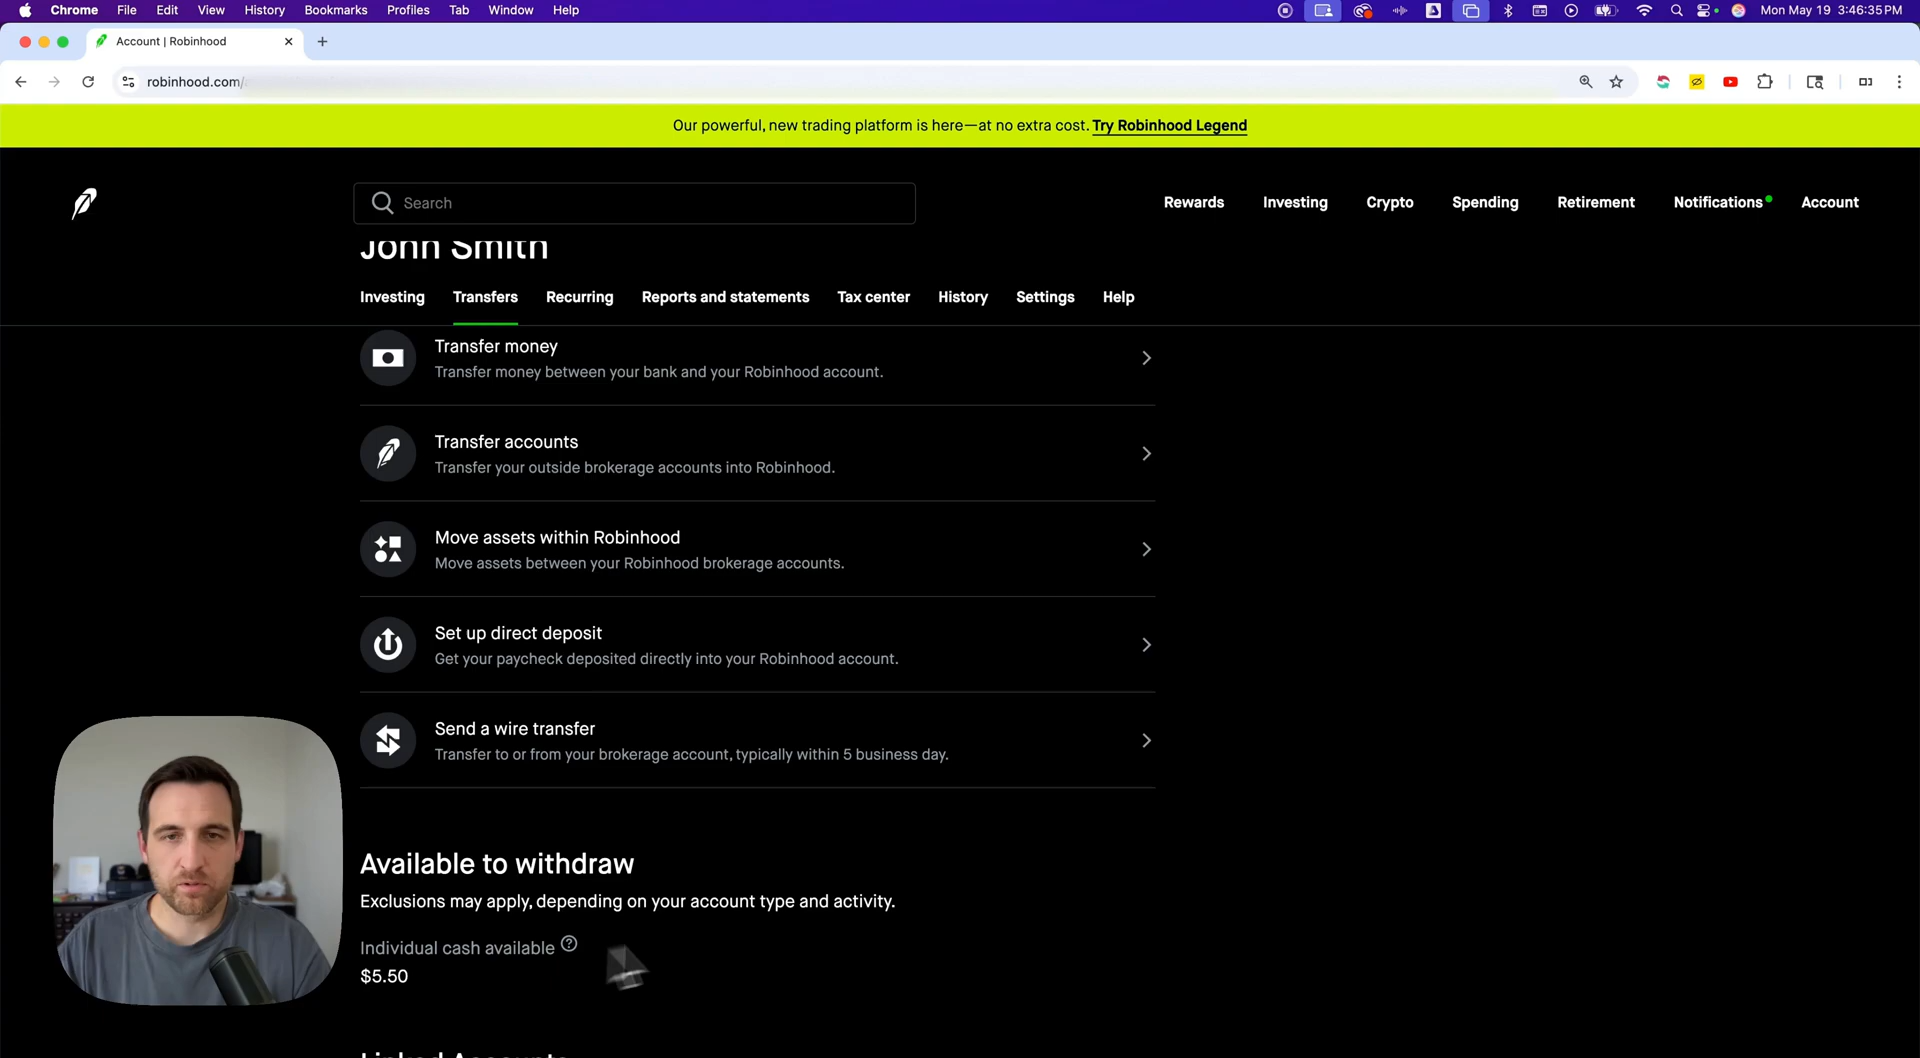 Chrome File Edit View History Bookmarks Profiles Tab Window Help Mon May 19 3:46:35 PM
Account | Robinhood
robinhood.com/
Our powerful, new trading platform is here—at no extra cost. Try Robinhood Legend
Search
Rewards Investing Crypto Spending Retirement Notifications Account
John Smith
Investing Transfers Recurring Reports and statements Tax center History Settings Help
Transfer money
Transfer money between your bank and your Robinhood account.
Transfer accounts
Transfer your outside brokerage accounts into Robinhood.
Move assets within Robinhood
Move assets between your Robinhood brokerage accounts.
Set up direct deposit
Get your paycheck deposited directly into your Robinhood account.
Send a wire transfer
Transfer to or from your brokerage account, typically within 5 business day.
Available to withdraw
Exclusions may apply, depending on your account type and activity.
Individual cash available
$5.50
Linked Accounts